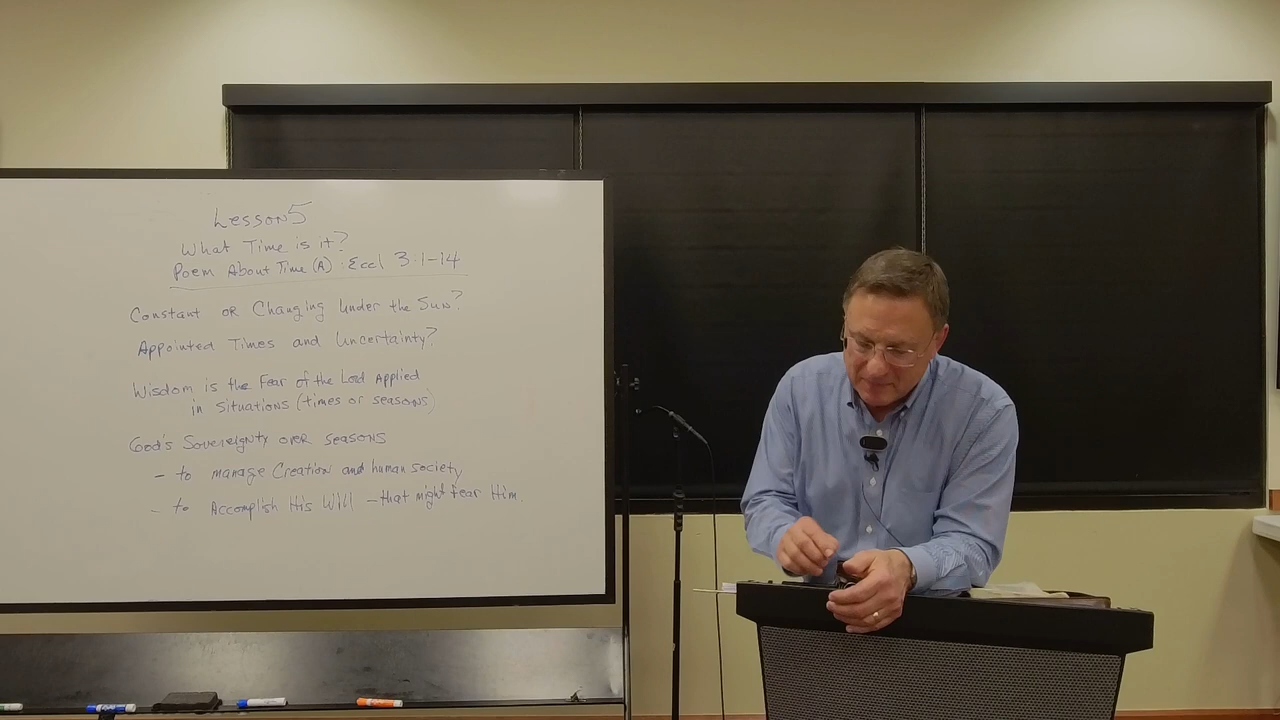 Lesson 5
What Time is it?
Poem About Time (A) : Eccl 3:1-14
Constant or Changing Under the Sun?
Appointed Times and Uncertainty?
Wisdom is the Fear of the Lord Applied
in Situations (times or seasons)
God's Sovereignty over seasons
- to manage Creation and human society
- to Accomplish His Will - that might fear Him.